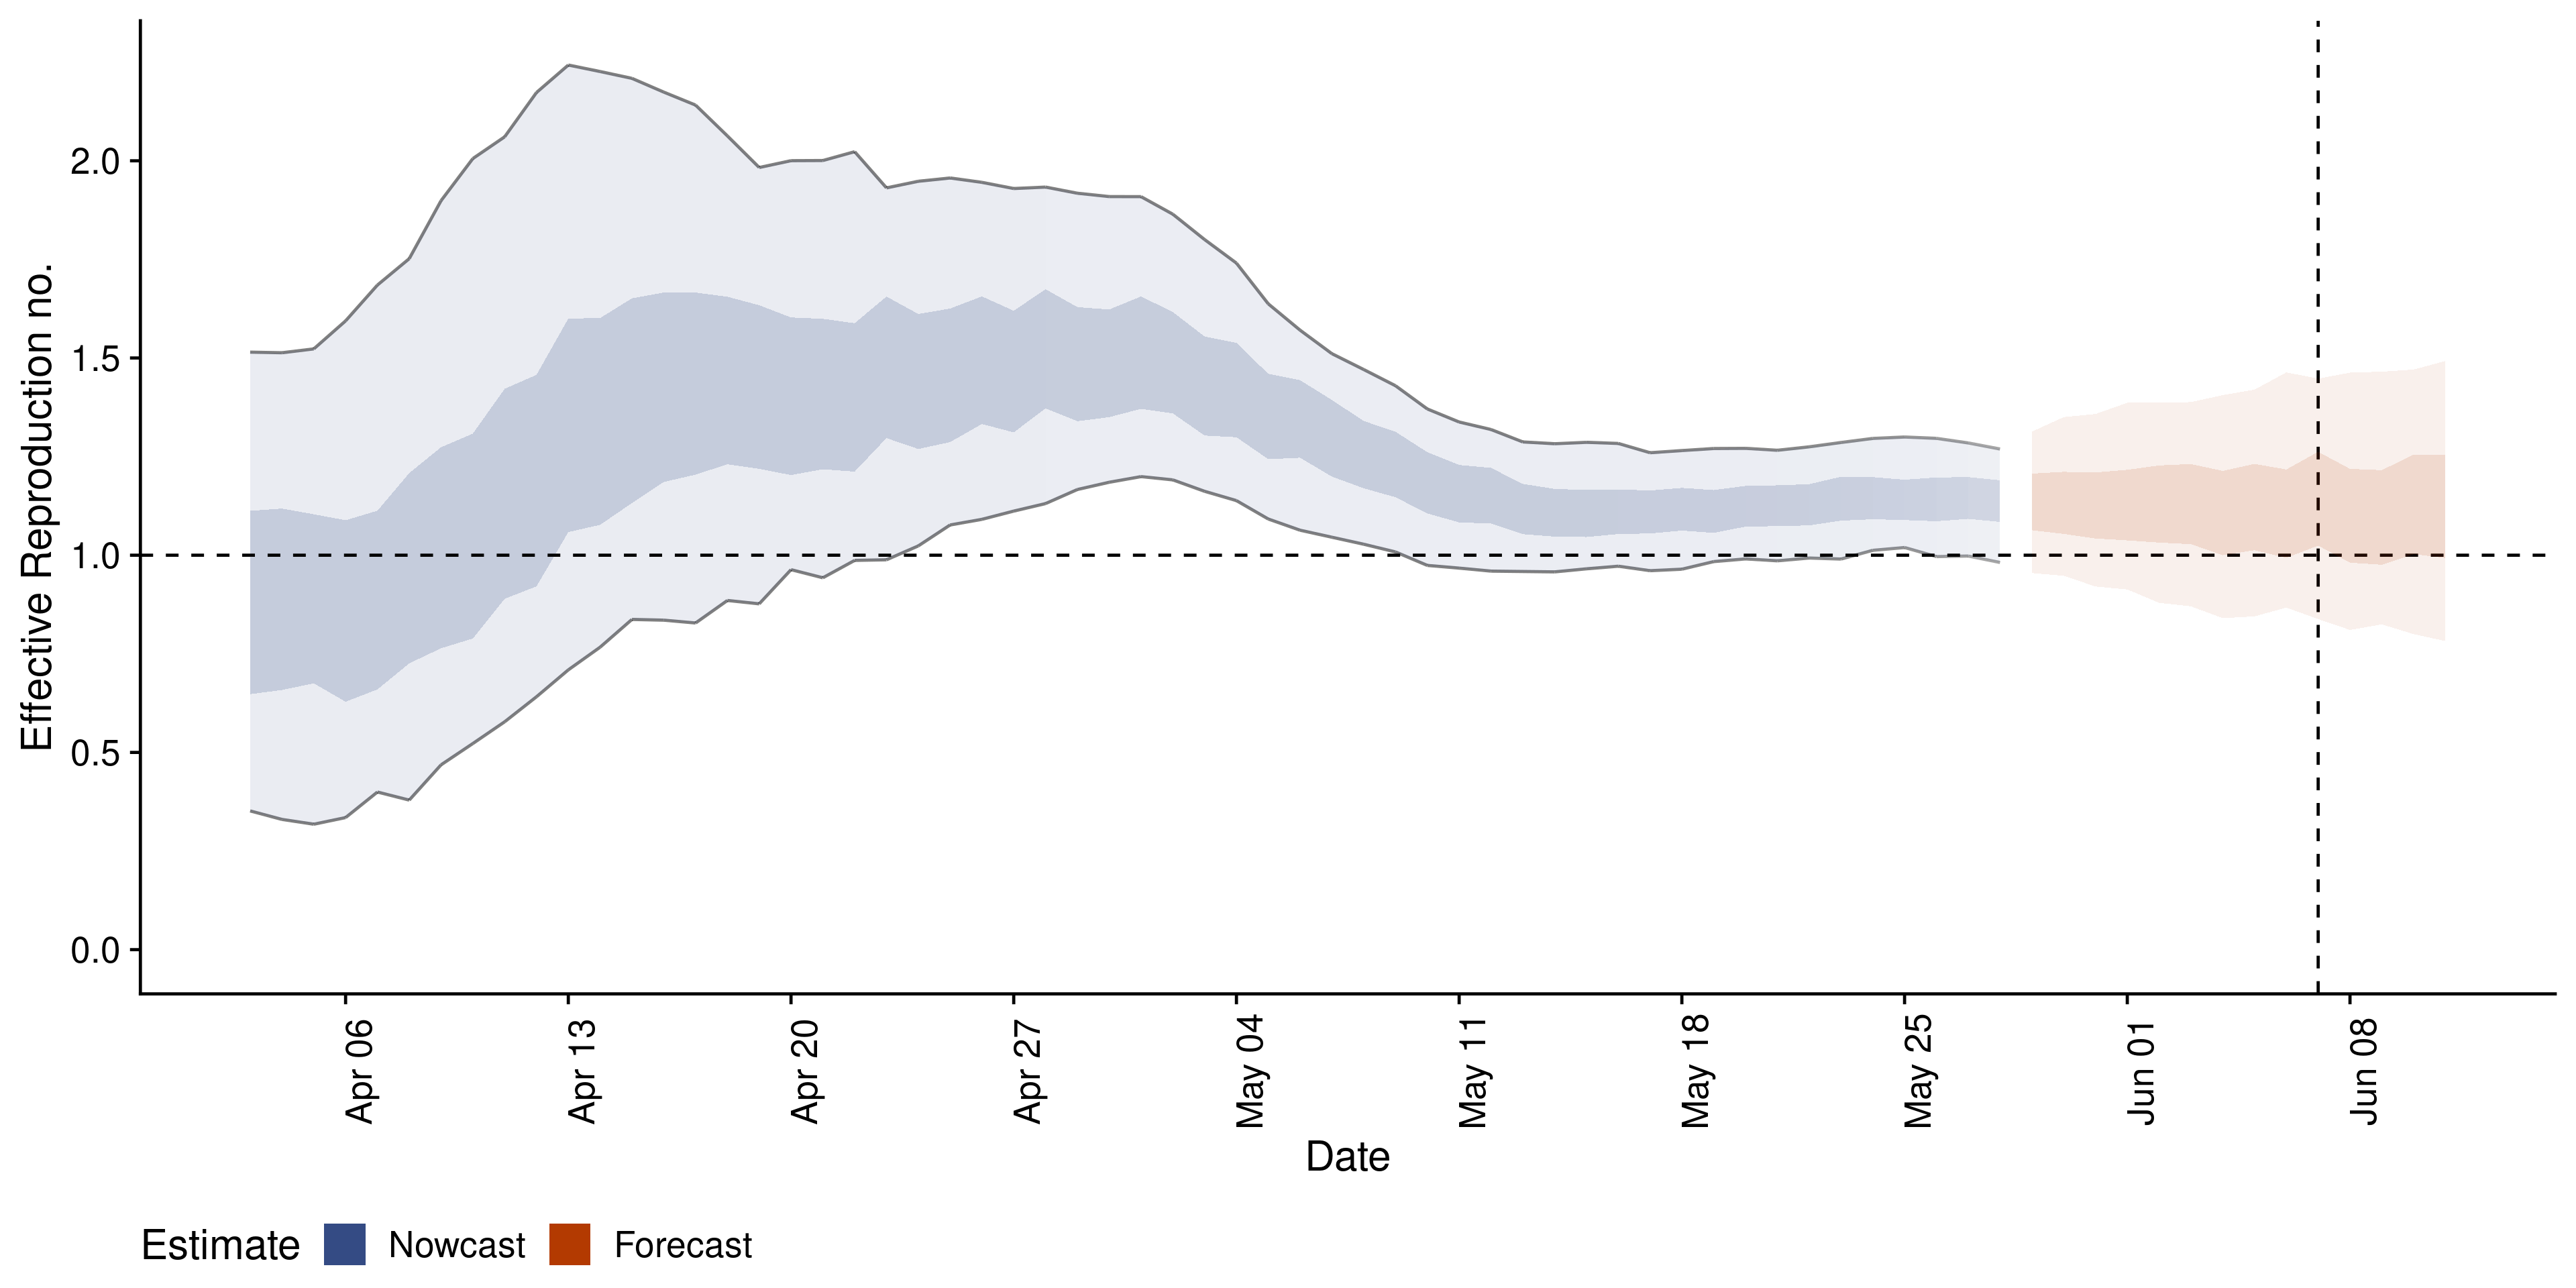 Effective Reproduction no.
2.0
1.5
1.0
0.5
0.0
Apr 06
Apr 13
Apr 20
Apr 27
May 04
May 11
May 18
May 25
Jun 01
Jun 08
Date
Estimate Nowcast Forecast